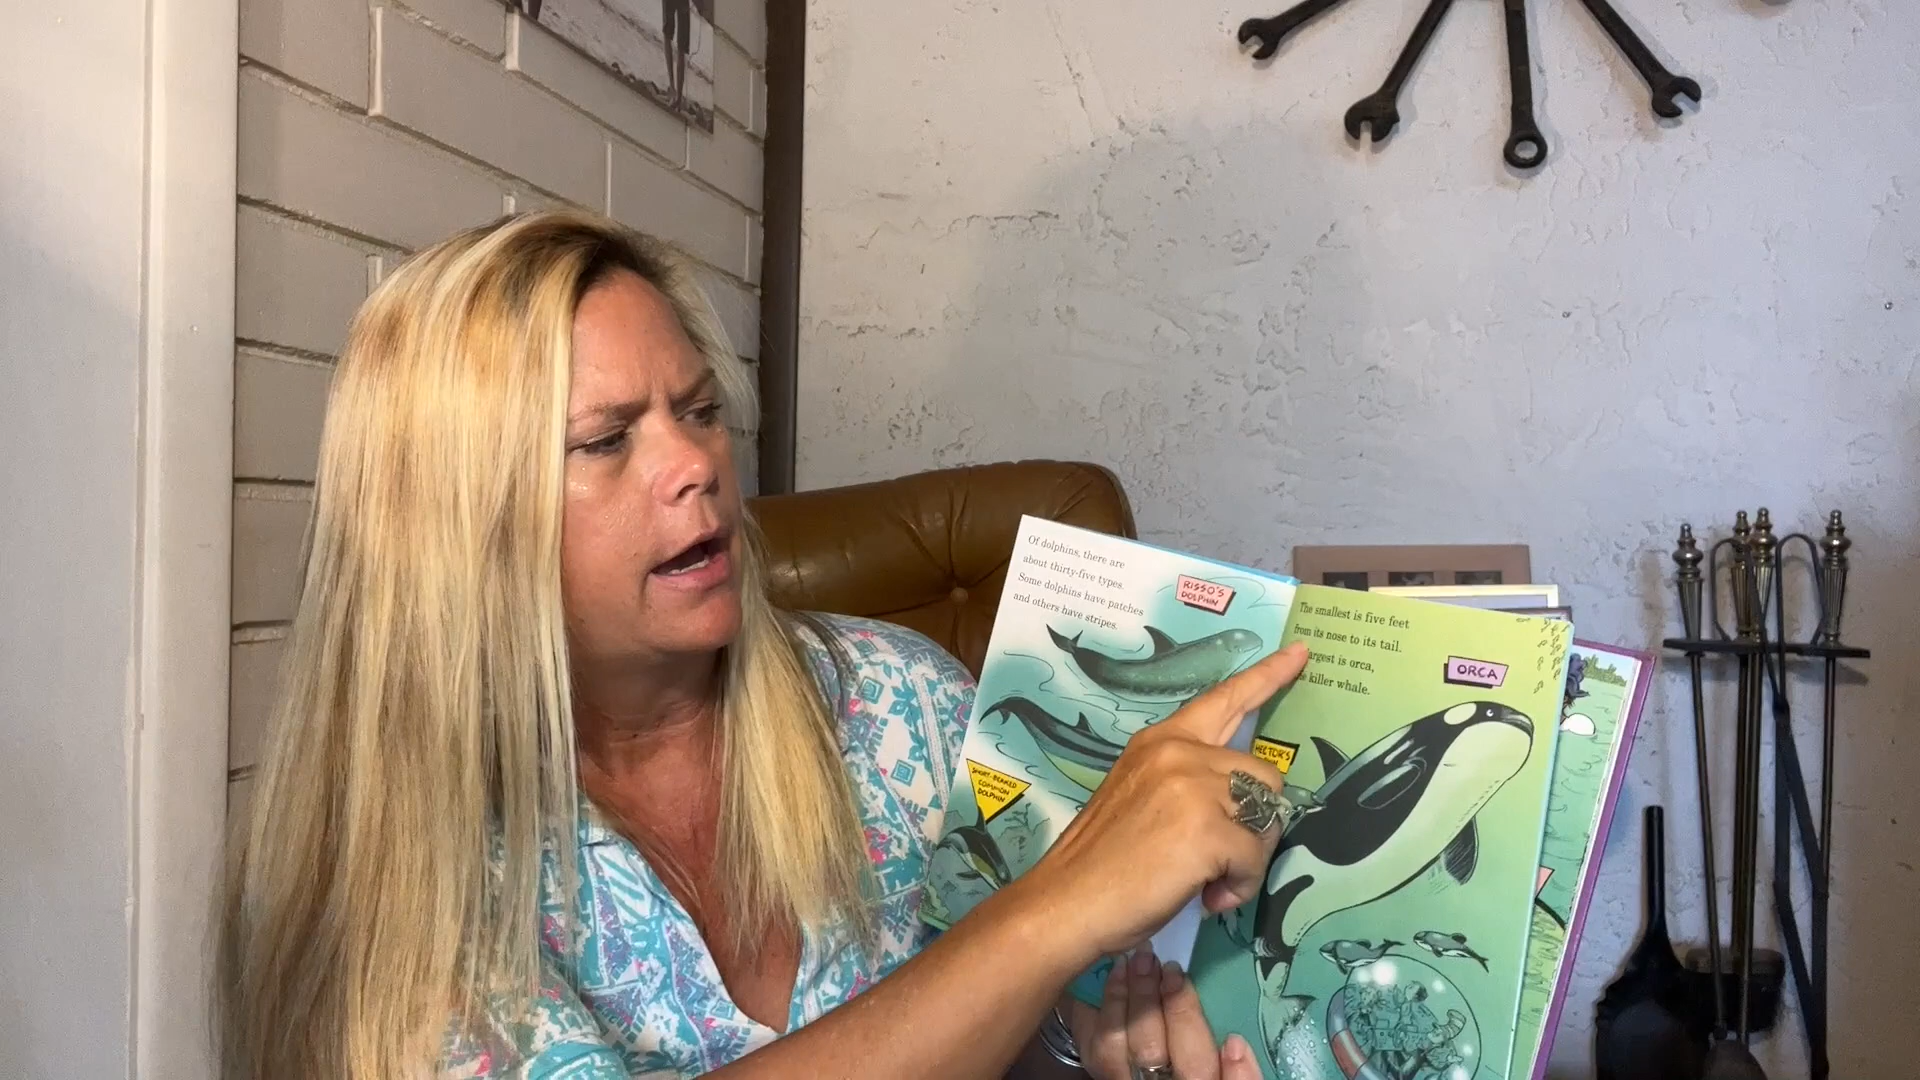 Of dolphins, there are
about thirty-five types.
Some dolphins have patches
and others have stripes.
RISSO'S
DOLPHIN
SHORT-BEAKED
COMMON
DOLPHIN
The smallest is five feet
from its nose to its tail.
largest is orca,
killer whale.
ORCA
HECTOR'S